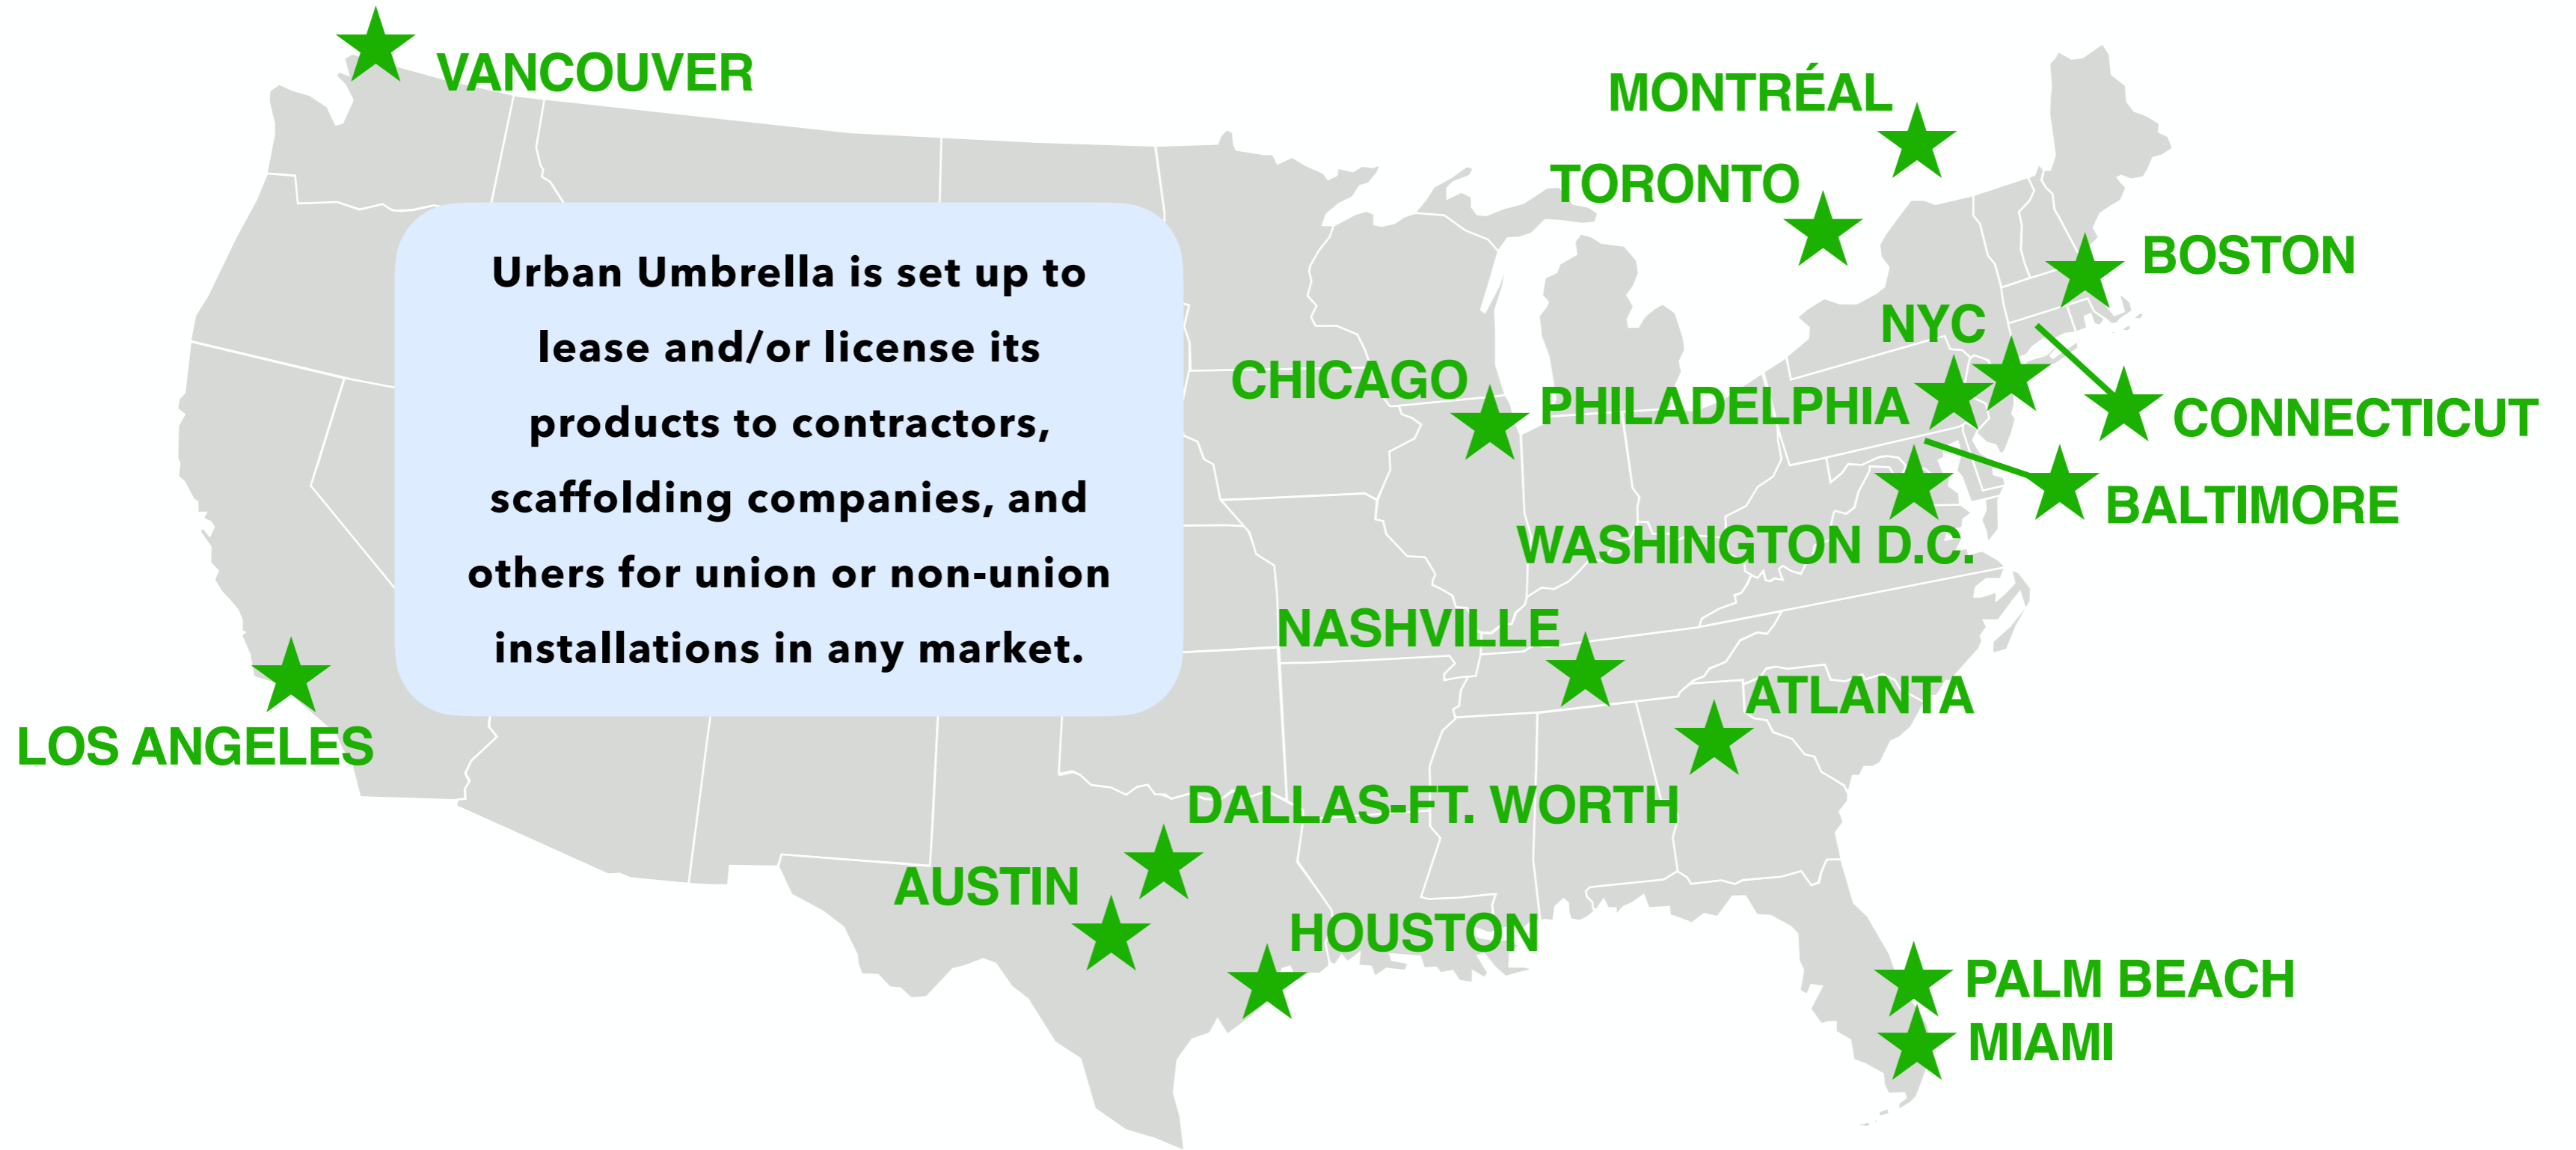 VANCOUVER
MONTRÉAL
TORONTO
BOSTON
Urban Umbrella is set up to
lease and/or license its
products to contractors,
scaffolding companies, and
others for union or non-union
installations in any market.
NYC
CHICAGO
PHILADELPHIA
CONNECTICUT
BALTIMORE
WASHINGTON D.C.
NASHVILLE
ATLANTA
LOS ANGELES
DALLAS-FT. WORTH
AUSTIN
HOUSTON
PALM BEACH
MIAMI